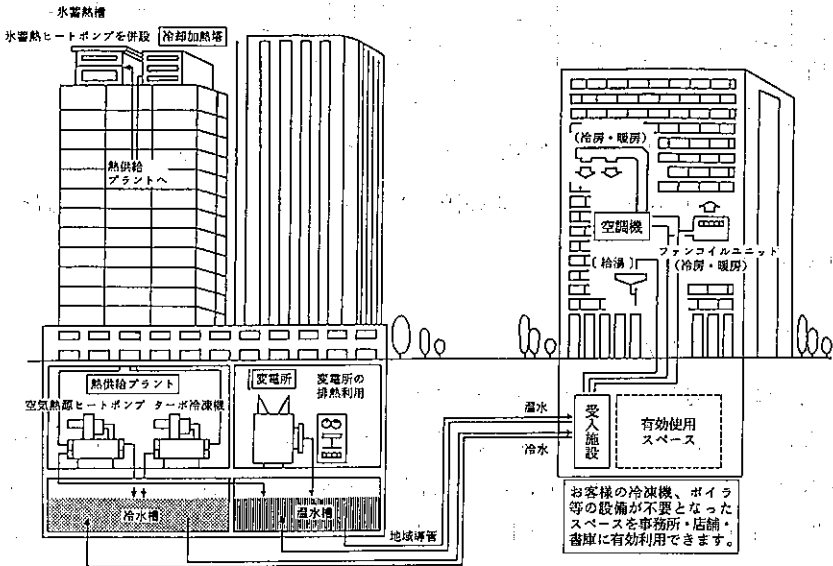 氷蓄熱槽
氷蓄熱ヒートポンプを併設
冷却加熱塔
熱供給
プラントへ
(冷房・暖房)
空調機
ファンコイルユニット
(冷房・暖房)
〔給湯〕
熱供給プラント
空気熱源ヒートポンプ ターボ冷凍機
変電所
変電所の
排熱利用
温水
冷水
受入施設
有効使用
スペース
冷水槽
温水槽
地域導管
お客様の冷凍機、ボイラ
等の設備が不要となった
スペースを事務所・店舗・
書庫に有効利用できます。